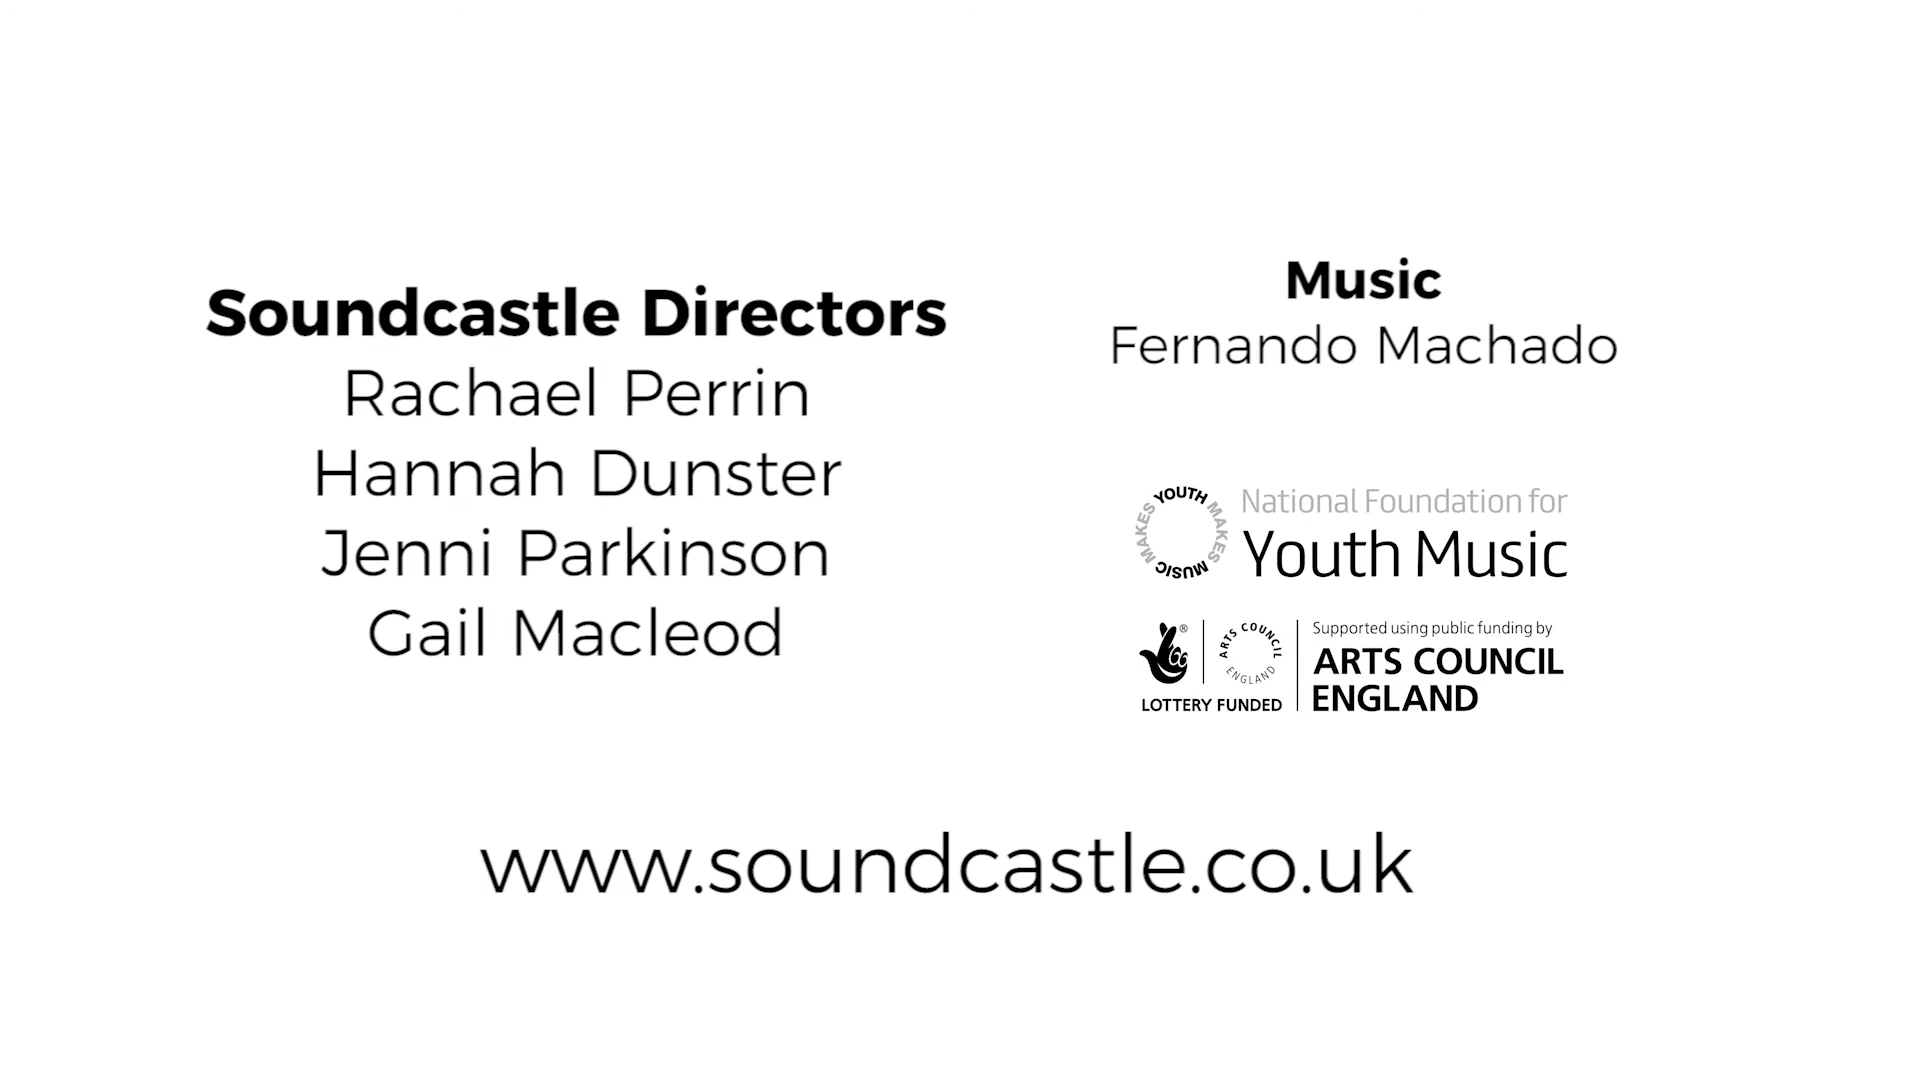 Soundcastle Directors
Rachael Perrin
Hannah Dunster
Jenni Parkinson
Gail Macleod
Music
Fernando Machado
YOUTH MAKES MUSIC MAKES
National Foundation for
Youth Music
®
ARTS COUNCIL
ENGLAND
LOTTERY FUNDED
Supported using public funding by
ARTS COUNCIL
ENGLAND
www.soundcastle.co.uk